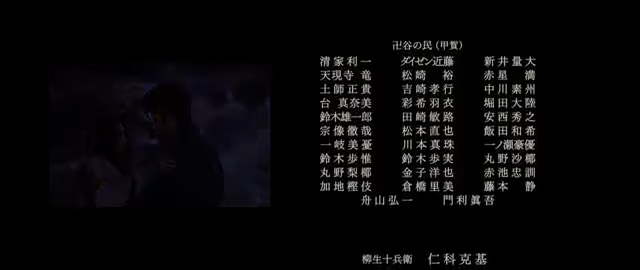 卍谷の民（甲賀）
清家利一 ダイゼン近藤 新井量大
天現寺 竜 松崎 裕 赤星 満
土師正貴 吉崎孝行 中川素州
台 真奈美 彩希羽衣 堀田大陸
鈴木雄一郎 田崎敏路 安西秀之
宗像徹哉 松本直也 飯田和希
一岐美憂 川本真珠 一ノ瀬豪優
鈴木歩惟 鈴木歩実 丸野沙椰
丸野梨椰 金子洋也 赤池忠訓
加地樫伎 倉橋里美 藤本 静
舟山弘一 門利眞吾
柳生十兵衛 仁科克基